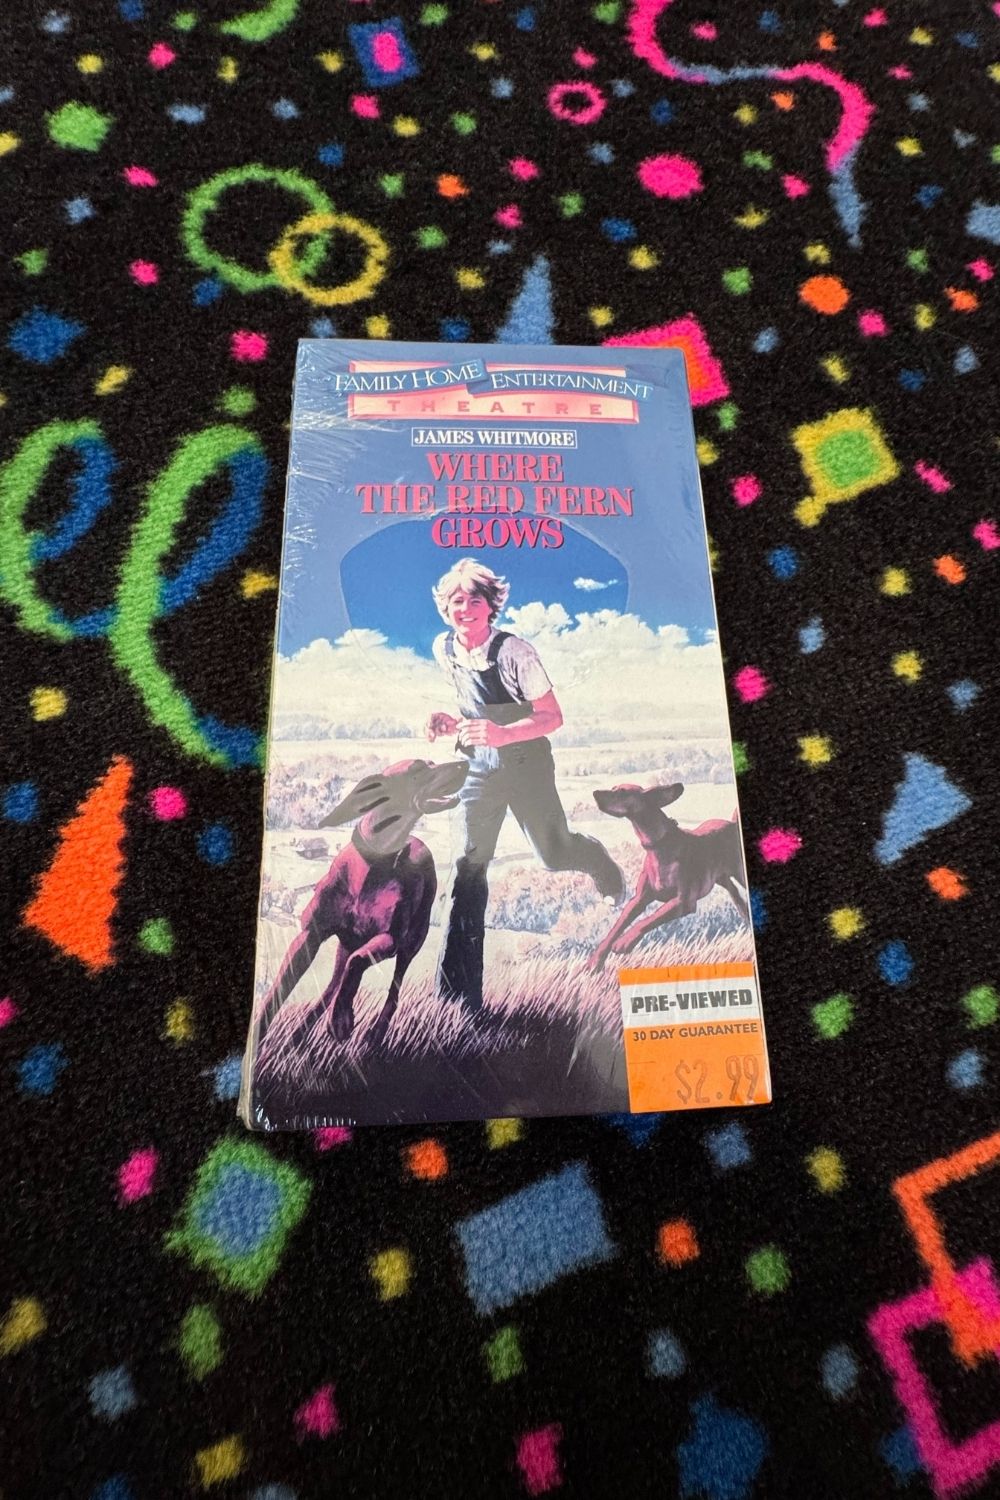 FAMILY HOME ENTERTAINMENT
THEATRE
JAMES WHITMORE
WHERE
THE RED FERN
GROWS
PRE-VIEWED
30 DAY GUARANTEE
$2.99